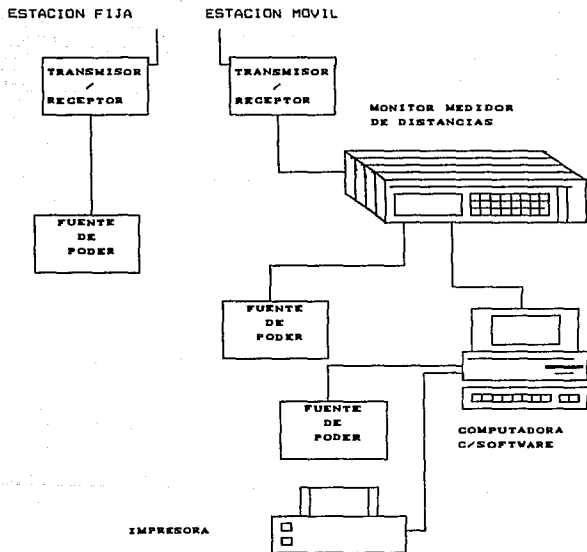 ESTACION FIJA
ESTACION MOVIL
TRANSMISOR
/
RECEPTOR
TRANSMISOR
/
RECEPTOR
MONITOR MEDIDOR
DE DISTANCIAS
FUENTE
DE
PODER
FUENTE
DE
PODER
FUENTE
DE
PODER
COMPUTADORA
C/SOFTWARE
IMPRESORA